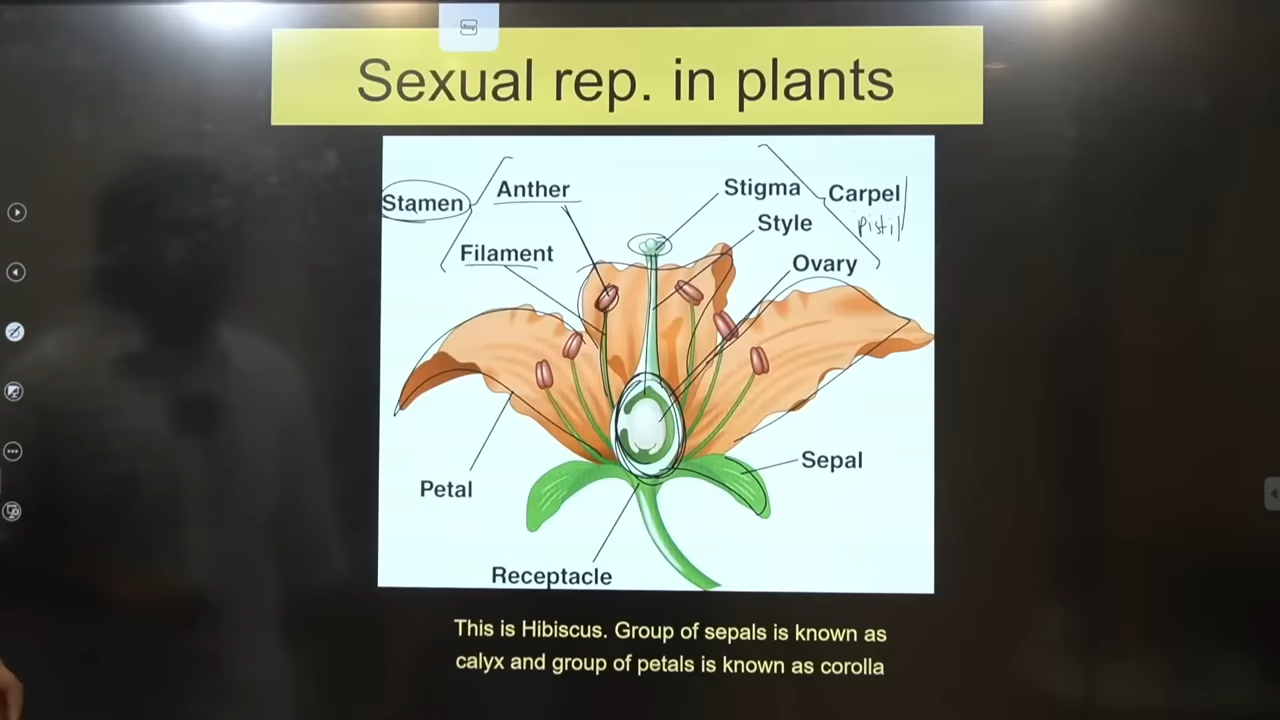 Sexual rep. in plants
Stamen
Anther
Filament
Stigma
Style
Ovary
Carpel
Pistil
Petal
Sepal
Receptacle
This is Hibiscus. Group of sepals is known as
calyx and group of petals is known as corolla